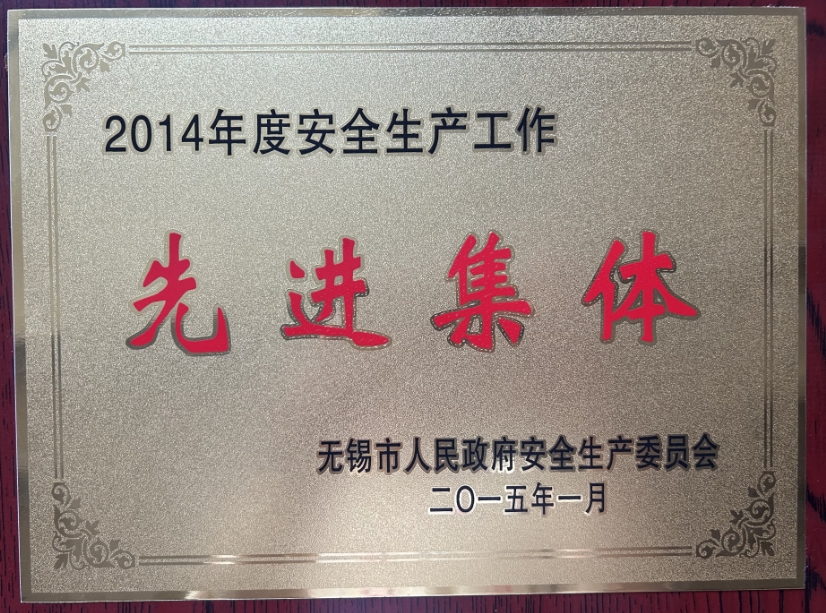 2014年度安全生产工作
先进集体
无锡市人民政府安全生产委员会
二〇一五年一月